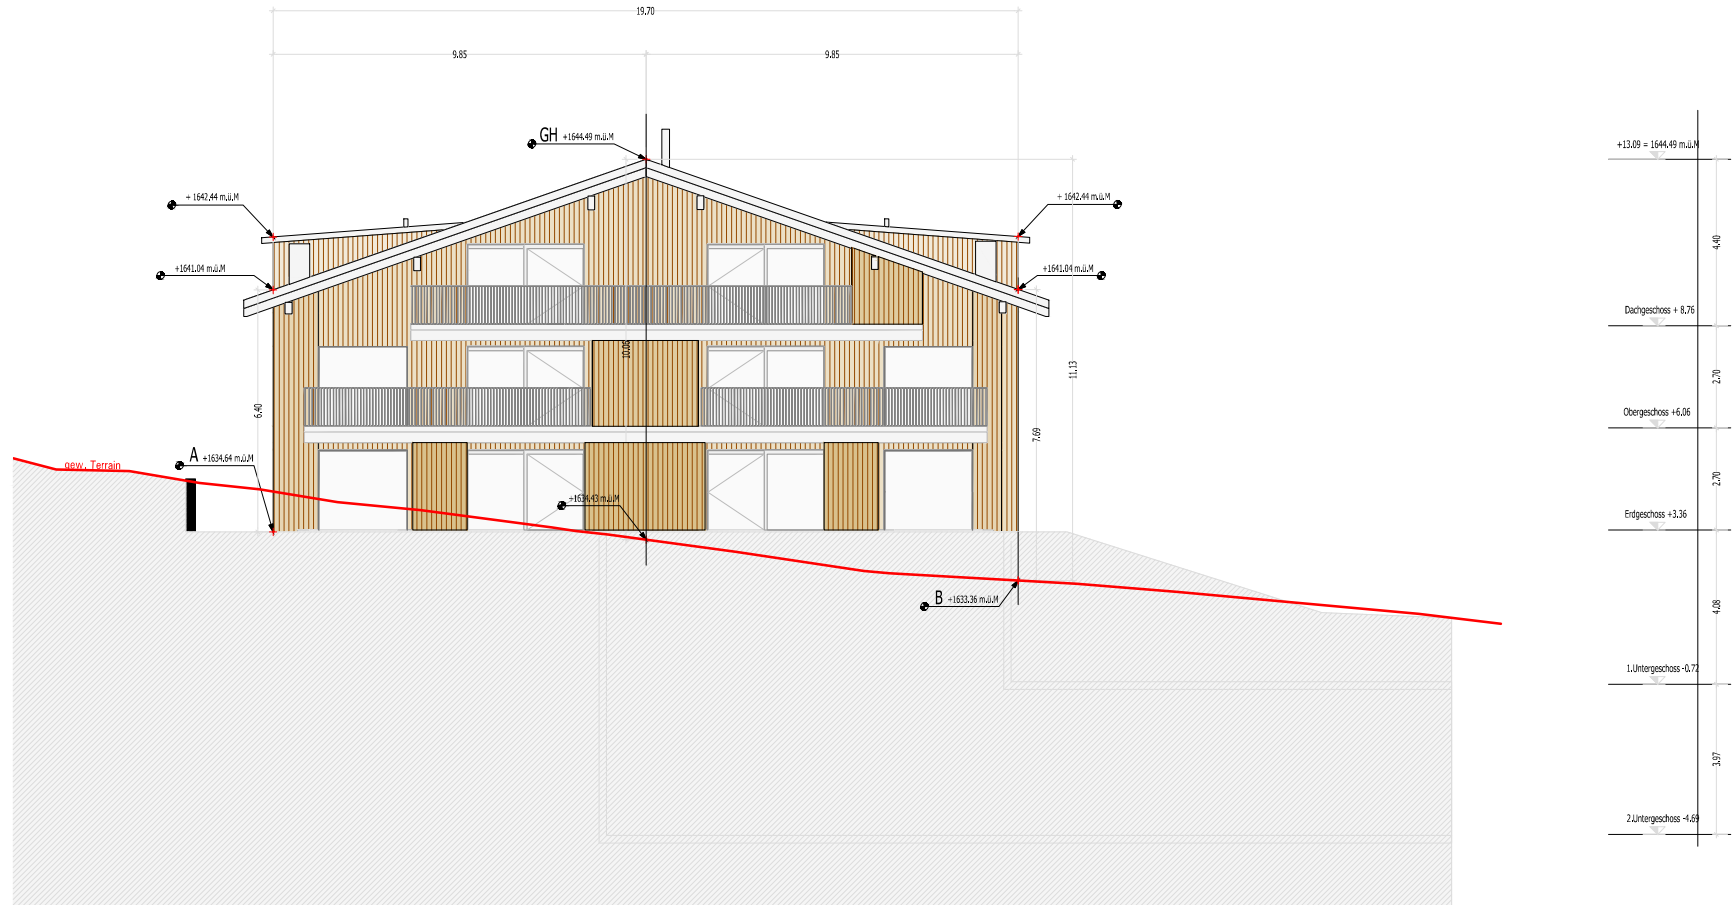 19.70
9.85
9.85
GH +1644.49 m.ü.M
+13.09 = 1644.49 m.ü.M
+ 1642.44 m.ü.M
+ 1642.44 m.ü.M
4.40
+1641.04 m.ü.M
+1641.04 m.ü.M
Dachgeschoss + 8.76
10.06
11.13
2.70
6.40
Obergeschoss +6.06
7.69
A +1634.64 m.ü.M
gew. Terrain
2.70
+1634.43 m.ü.M
Erdgeschoss +3.36
B +1633.36 m.ü.M
4.08
1.Untergeschoss -0.72
3.97
2.Untergeschoss -4.69